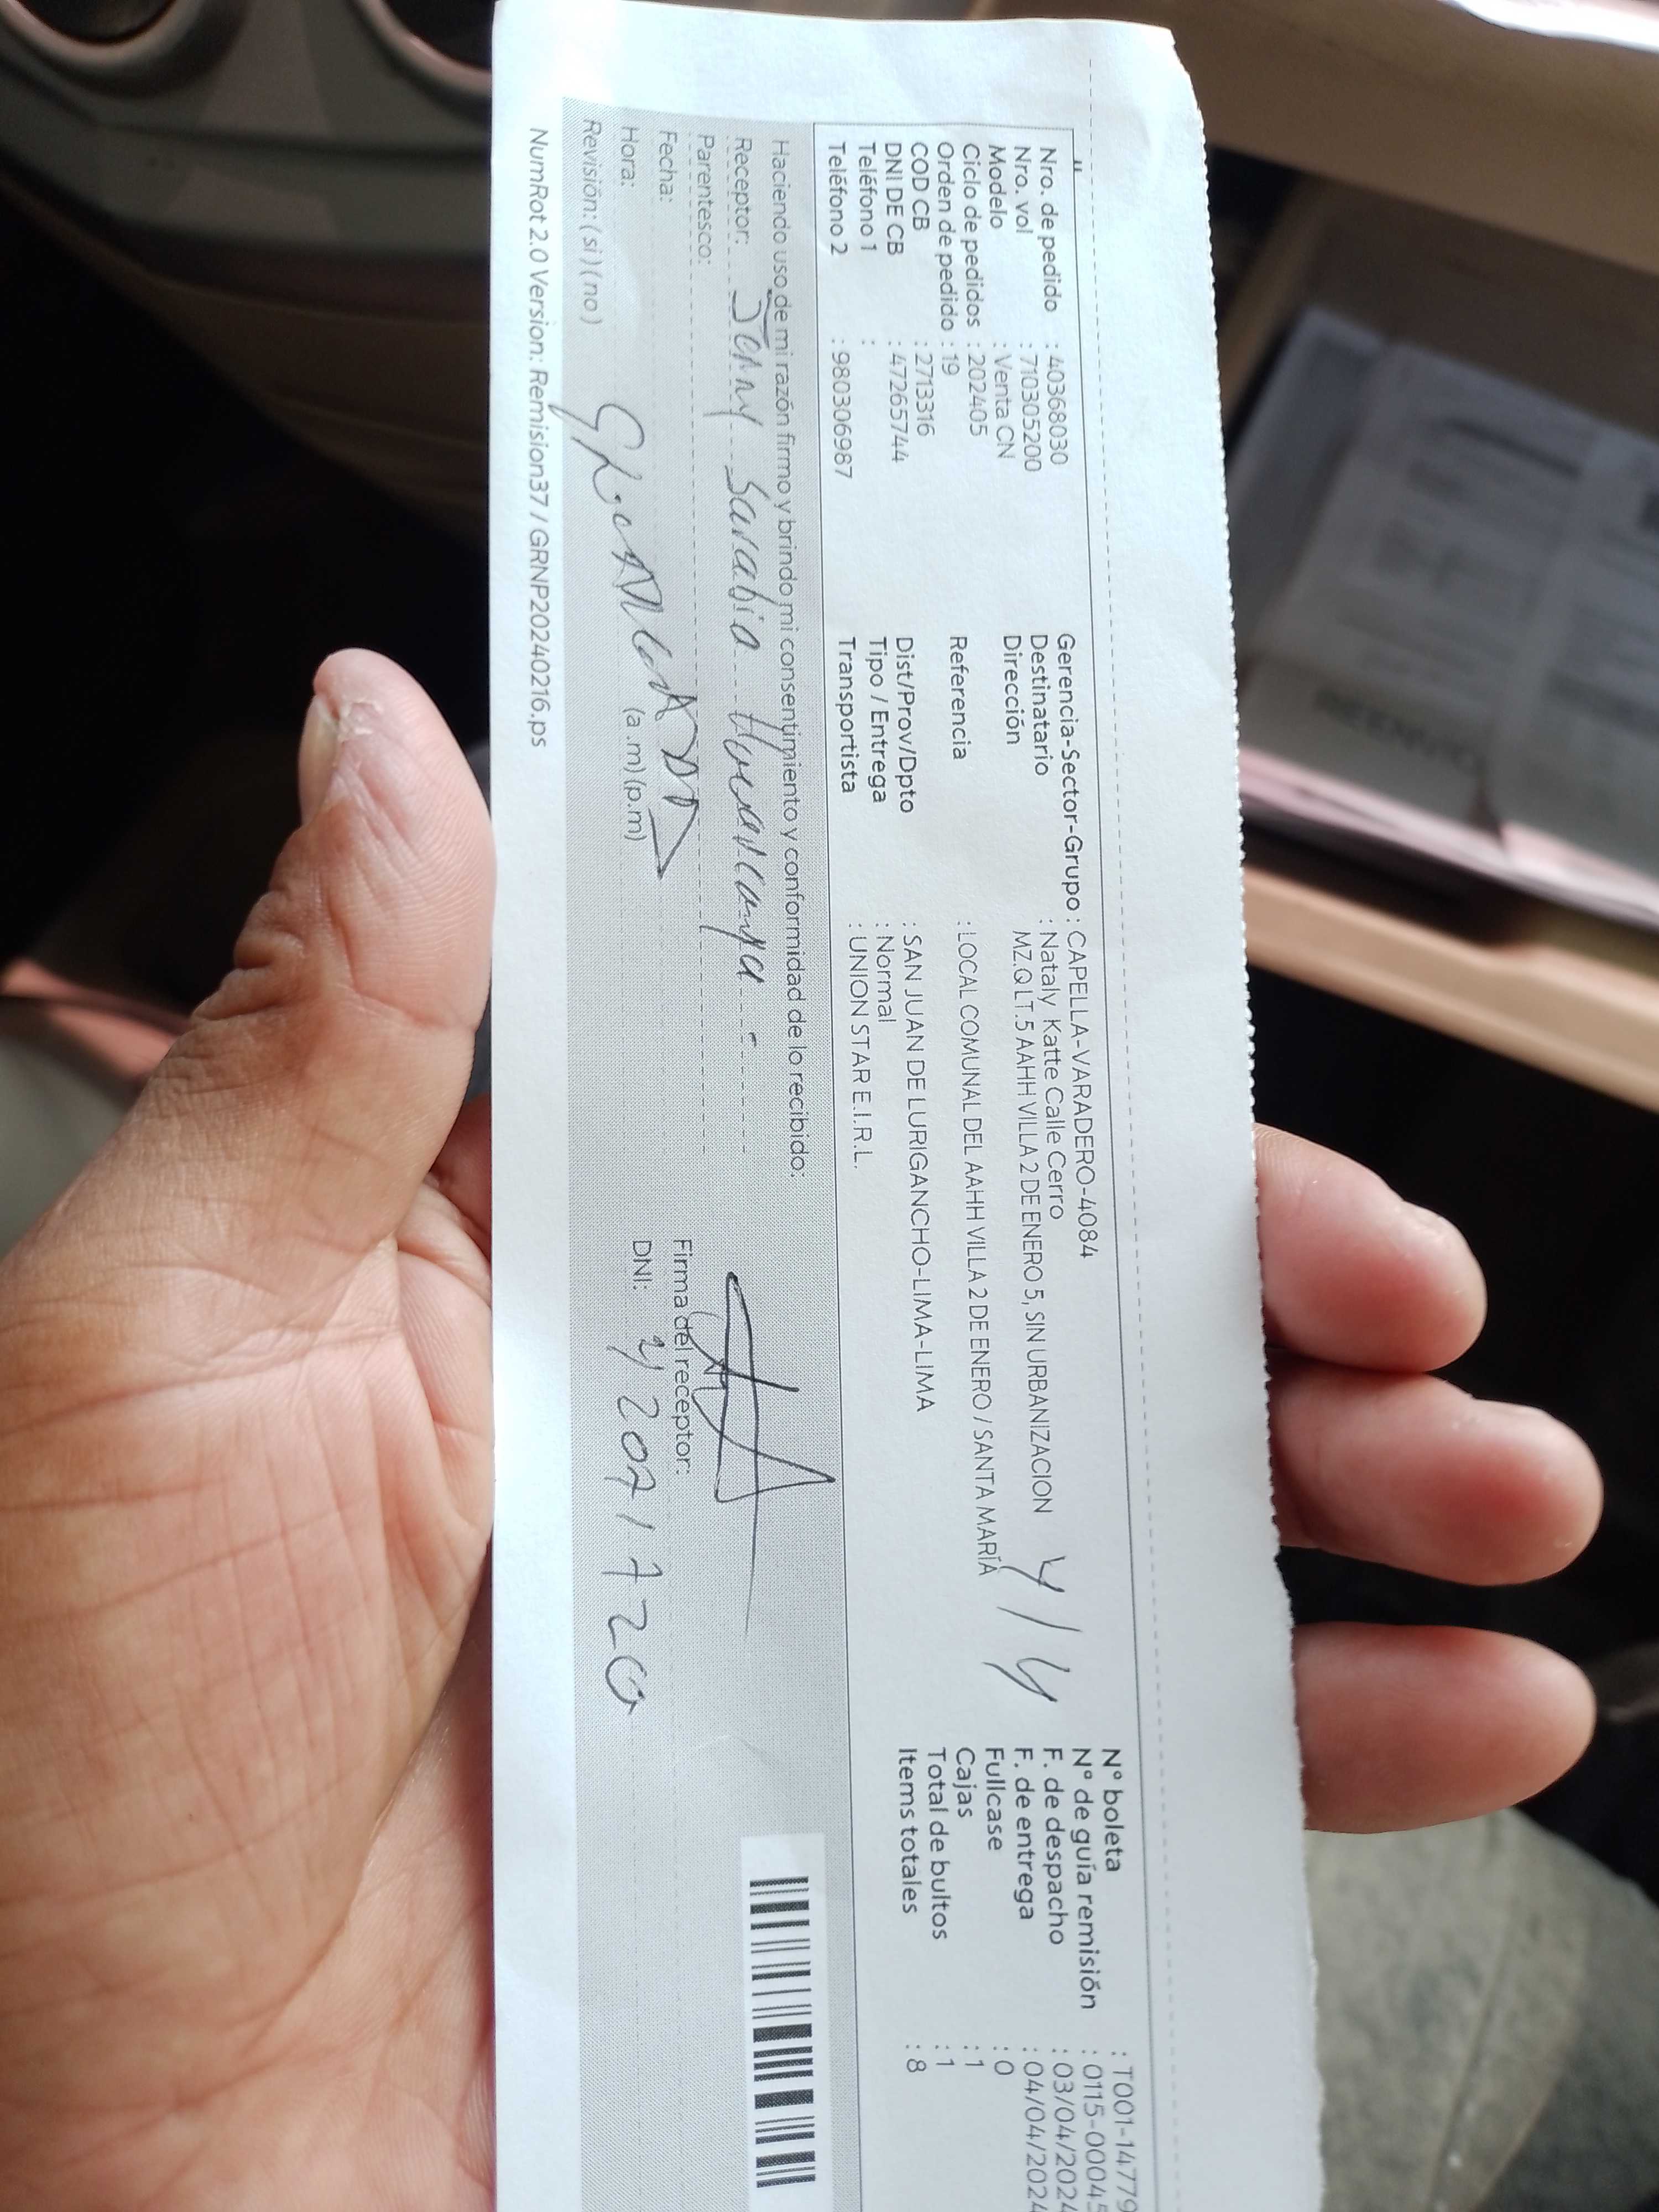 Nro. de pedido : 40368030
Nro. vol : 710305200
Modelo : Venta CN
Ciclo de pedidos : 202405
Orden de pedido : 19
COD CB : 2713316
DNI DE CB : 47265744
Teléfono 1 :
Teléfono 2 : 980306987
Gerencia-Sector-Grupo : CAPELLA-VARADERO-4084
Destinatario : Nataly Katte Calle Cerro
Dirección MZ.Q LT.5 AAHH VILLA 2 DE ENERO 5, SIN URBANIZACION
Referencia : LOCAL COMUNAL DEL AAHH VILLA 2 DE ENERO / SANTA MARÍA
Dist/Prov/Dpto : SAN JUAN DE LURIGANCHO-LIMA-LIMA
Tipo / Entrega : Normal
Transportista : UNION STAR E.I.R.L.
4/4
N° boleta : T001-14779
N° de guía remisión : 0115-00045
F. de despacho : 03/04/2024
F. de entrega : 04/04/2024
Fullcase : 0
Cajas : 1
Total de bultos : 1
Items totales : 8
Haciendo uso de mi razón firmo y brindo mi consentimiento y conformidad de lo recibido:
Receptor: Jenny Sarabia
Parentesco:
Fecha:
Hora: (a.m) (p.m)
Revisión: ( si ) ( no )
Firma del receptor:
DNI: 42071720
NumRot 2.0 Version: Remision37 / GRNP20240216.ps